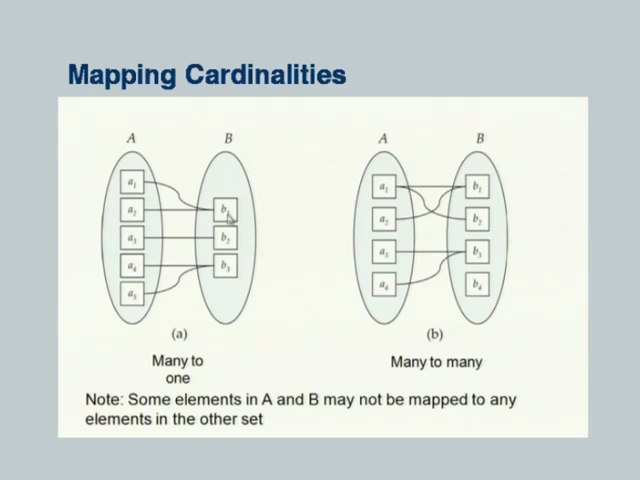 Mapping Cardinalities
A B A B
a1 b1 a1 b1
a2 b2 a2 b2
a3 b3 a3 b3
a4 a4 b4
a5
(a) (b)
Many to
one
Many to many
Note: Some elements in A and B may not be mapped to any
elements in the other set